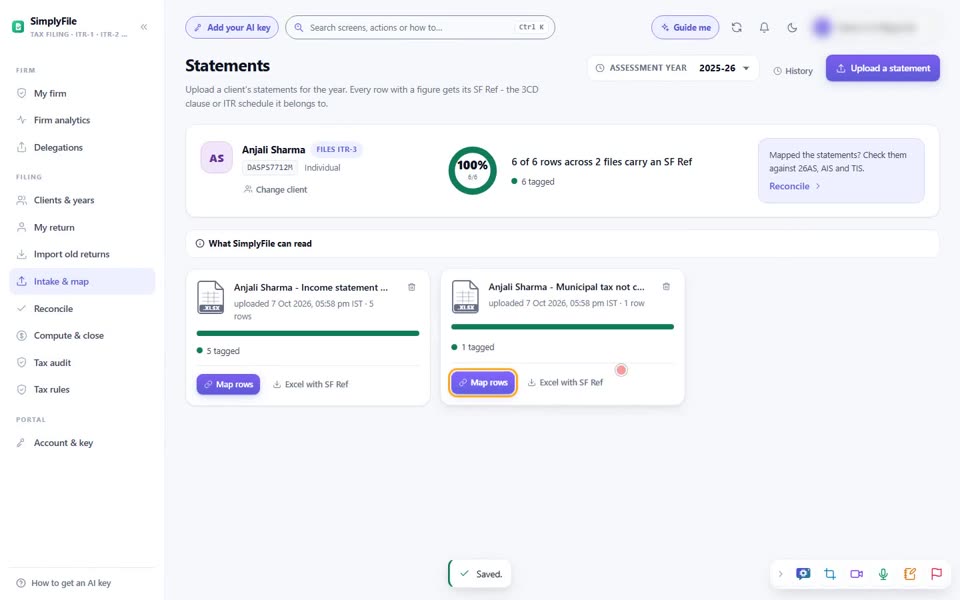 SimplyFile
TAX FILING · ITR-1 · ITR-2 ...
Add your AI key
Search screens, actions or how to...
Ctrl K
Guide me
FIRM
My firm
Firm analytics
Delegations
FILING
Clients & years
My return
Import old returns
Intake & map
Reconcile
Compute & close
Tax audit
Tax rules
PORTAL
Account & key
How to get an AI key
Statements
Upload a client's statements for the year. Every row with a figure gets its SF Ref - the 3CD
clause or ITR schedule it belongs to.
ASSESSMENT YEAR 2025-26
History
Upload a statement
AS
Anjali Sharma FILES ITR-3
DASPS7712M Individual
Change client
100%
6/6
6 of 6 rows across 2 files carry an SF Ref
6 tagged
Mapped the statements? Check them
against 26AS, AIS and TIS.
Reconcile
What SimplyFile can read
XLSX
Anjali Sharma - Income statement ...
uploaded 7 Oct 2026, 05:58 pm IST · 5
rows
5 tagged
Map rows
Excel with SF Ref
XLSX
Anjali Sharma - Municipal tax not c...
uploaded 7 Oct 2026, 05:58 pm IST · 1 row
1 tagged
Map rows
Excel with SF Ref
Saved.